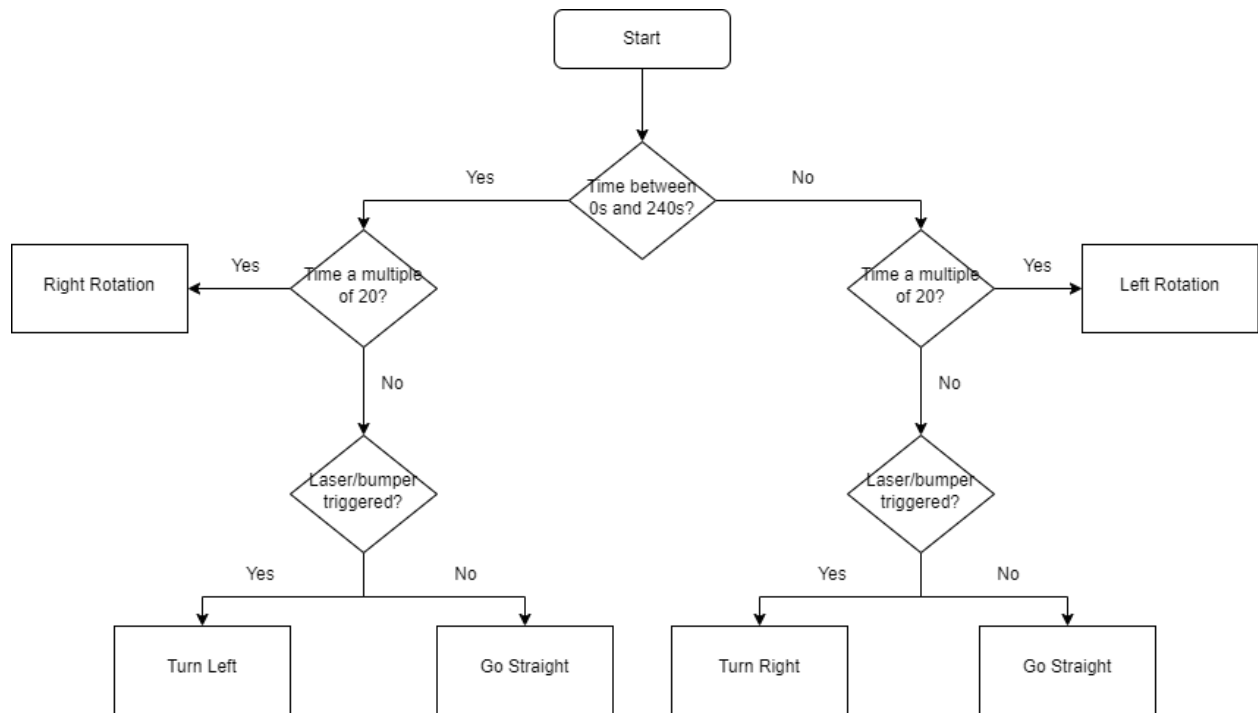 Start
Yes
No
Time between
0s and 240s?
Right Rotation
Yes
Time a multiple
of 20?
Time a multiple
of 20?
Yes
Left Rotation
No
No
Laser/bumper
triggered?
Laser/bumper
triggered?
Yes
No
Yes
No
Turn Left
Go Straight
Turn Right
Go Straight